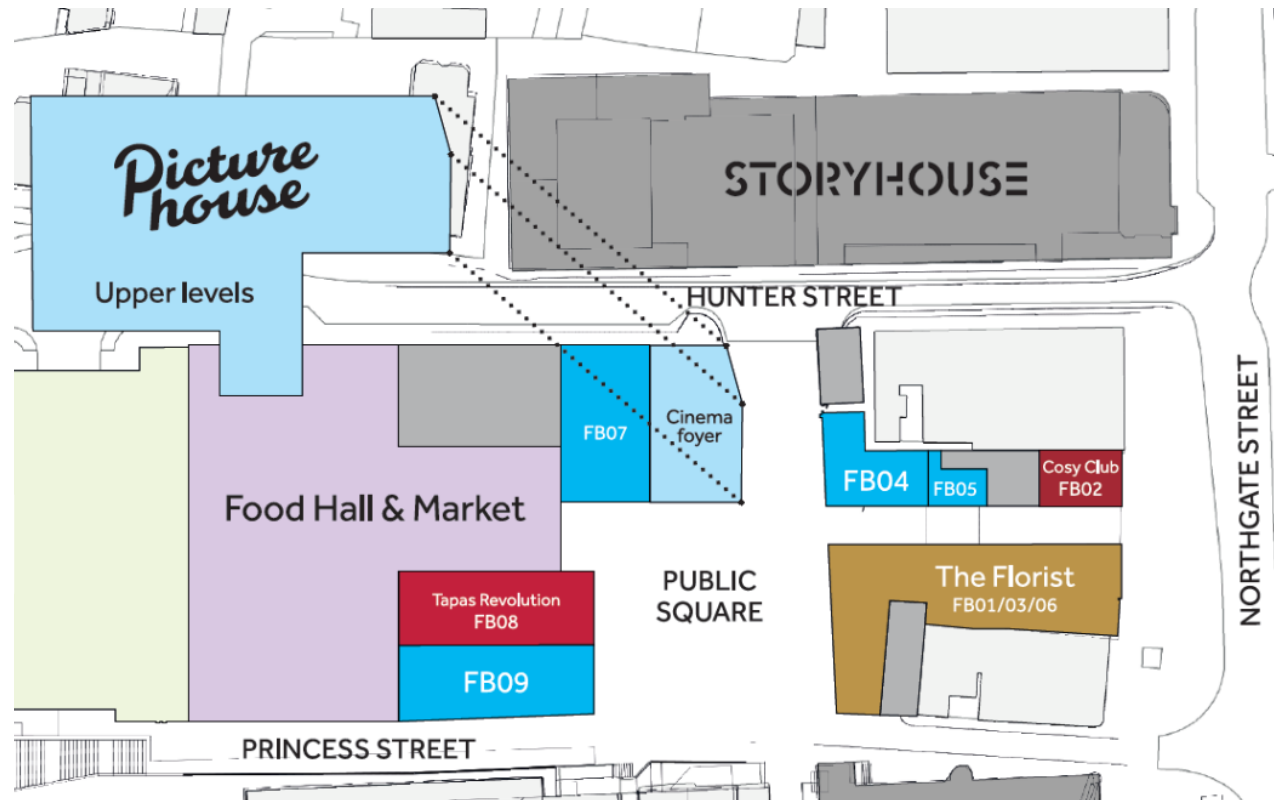 Picture
house
Upper levels
STORYHOUSE
HUNTER STREET
NORTHGATE STREET
FB07
Cinema
foyer
FB04
FB05
Cosy Club
FB02
Food Hall & Market
Tapas Revolution
FB08
FB09
PUBLIC
SQUARE
The Florist
FB01/03/06
PRINCESS STREET